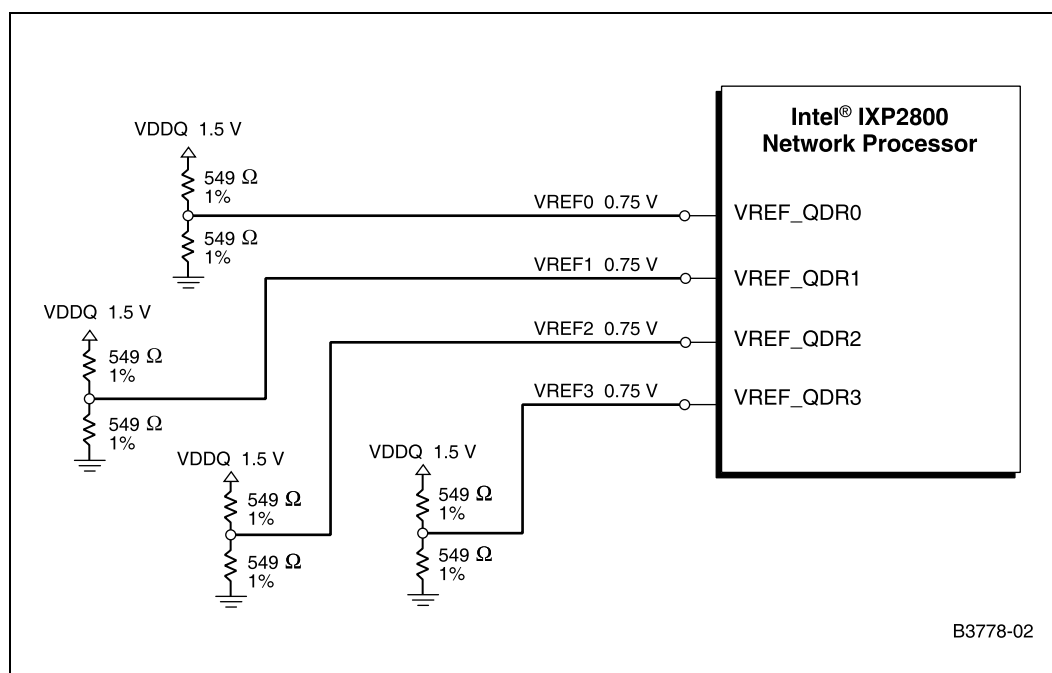 Intel® IXP2800
Network Processor
VDDQ 1.5 V
549 Ω
1%
549 Ω
1%
VREF0 0.75 V
VREF_QDR0
VREF1 0.75 V
VREF_QDR1
VDDQ 1.5 V
549 Ω
1%
549 Ω
1%
VREF2 0.75 V
VREF_QDR2
VREF3 0.75 V
VREF_QDR3
VDDQ 1.5 V
549 Ω
1%
549 Ω
1%
VDDQ 1.5 V
549 Ω
1%
549 Ω
1%
B3778-02